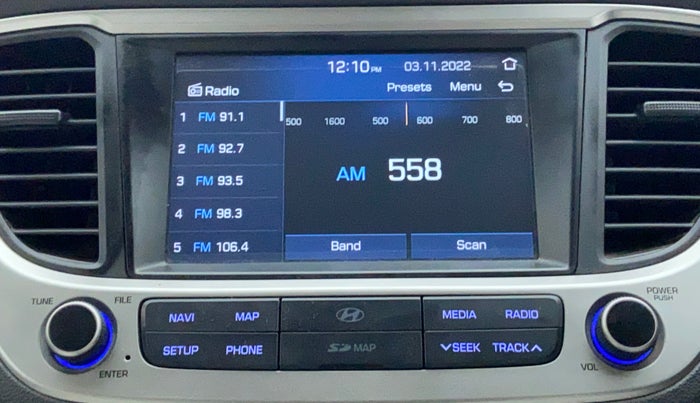 12:10 PM 03.11.2022
Radio Presets Menu
1 FM 91.1
2 FM 92.7
3 FM 93.5
4 FM 98.3
5 FM 106.4
500 1600 500 600 700 800
AM 558
Band Scan
TUNE FILE
ENTER
NAVI MAP
SETUP PHONE
SD MAP
MEDIA RADIO
SEEK TRACK
POWER
PUSH
VOL